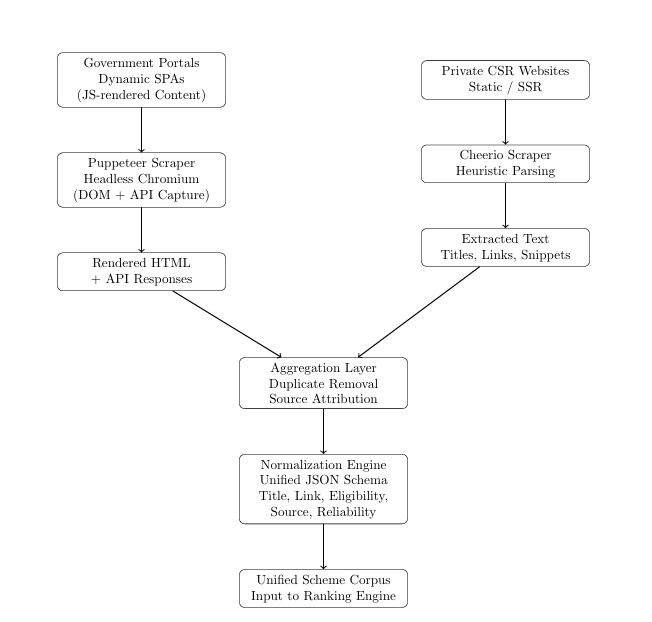 Government Portals
Dynamic SPAs
(JS-rendered Content)
Private CSR Websites
Static / SSR
Puppeteer Scraper
Headless Chromium
(DOM + API Capture)
Cheerio Scraper
Heuristic Parsing
Rendered HTML
+ API Responses
Extracted Text
Titles, Links, Snippets
Aggregation Layer
Duplicate Removal
Source Attribution
Normalization Engine
Unified JSON Schema
Title, Link, Eligibility,
Source, Reliability
Unified Scheme Corpus
Input to Ranking Engine